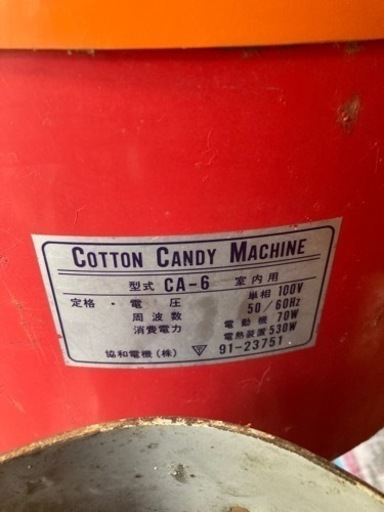 COTTON CANDY MACHINE
型式 CA-6 室内用
定格・電圧 単相 100V
周波数 50/60Hz
消費電力 電動機 70W
電熱装置 530W
協和電機(株) 91-23751